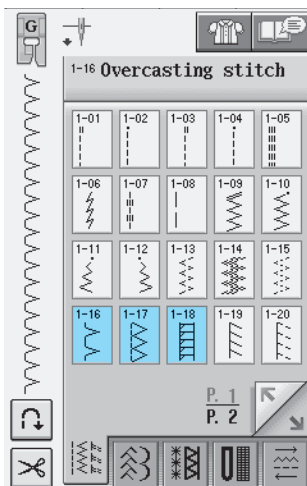 G
1-16 Overcasting stitch
1-01 1-02 1-03 1-04 1-05
1-06 1-07 1-08 1-09 1-10
1-11 1-12 1-13 1-14 1-15
1-16 1-17 1-18 1-19 1-20
P. 1
P. 2